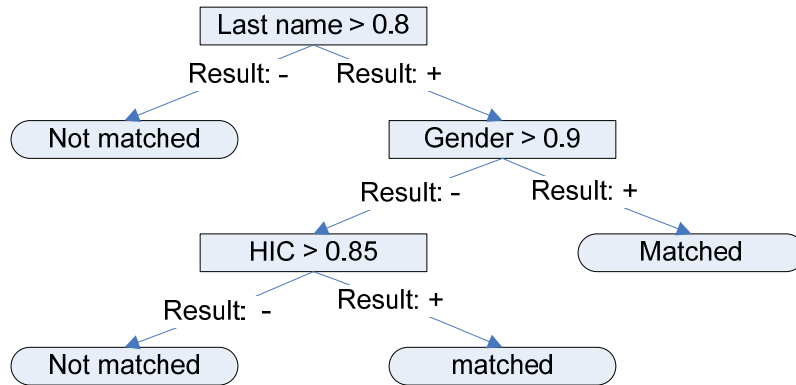 Last name > 0.8
Result: -
Result: +
Not matched
Gender > 0.9
Result: -
Result: +
HIC > 0.85
Matched
Result: -
Result: +
Not matched
matched